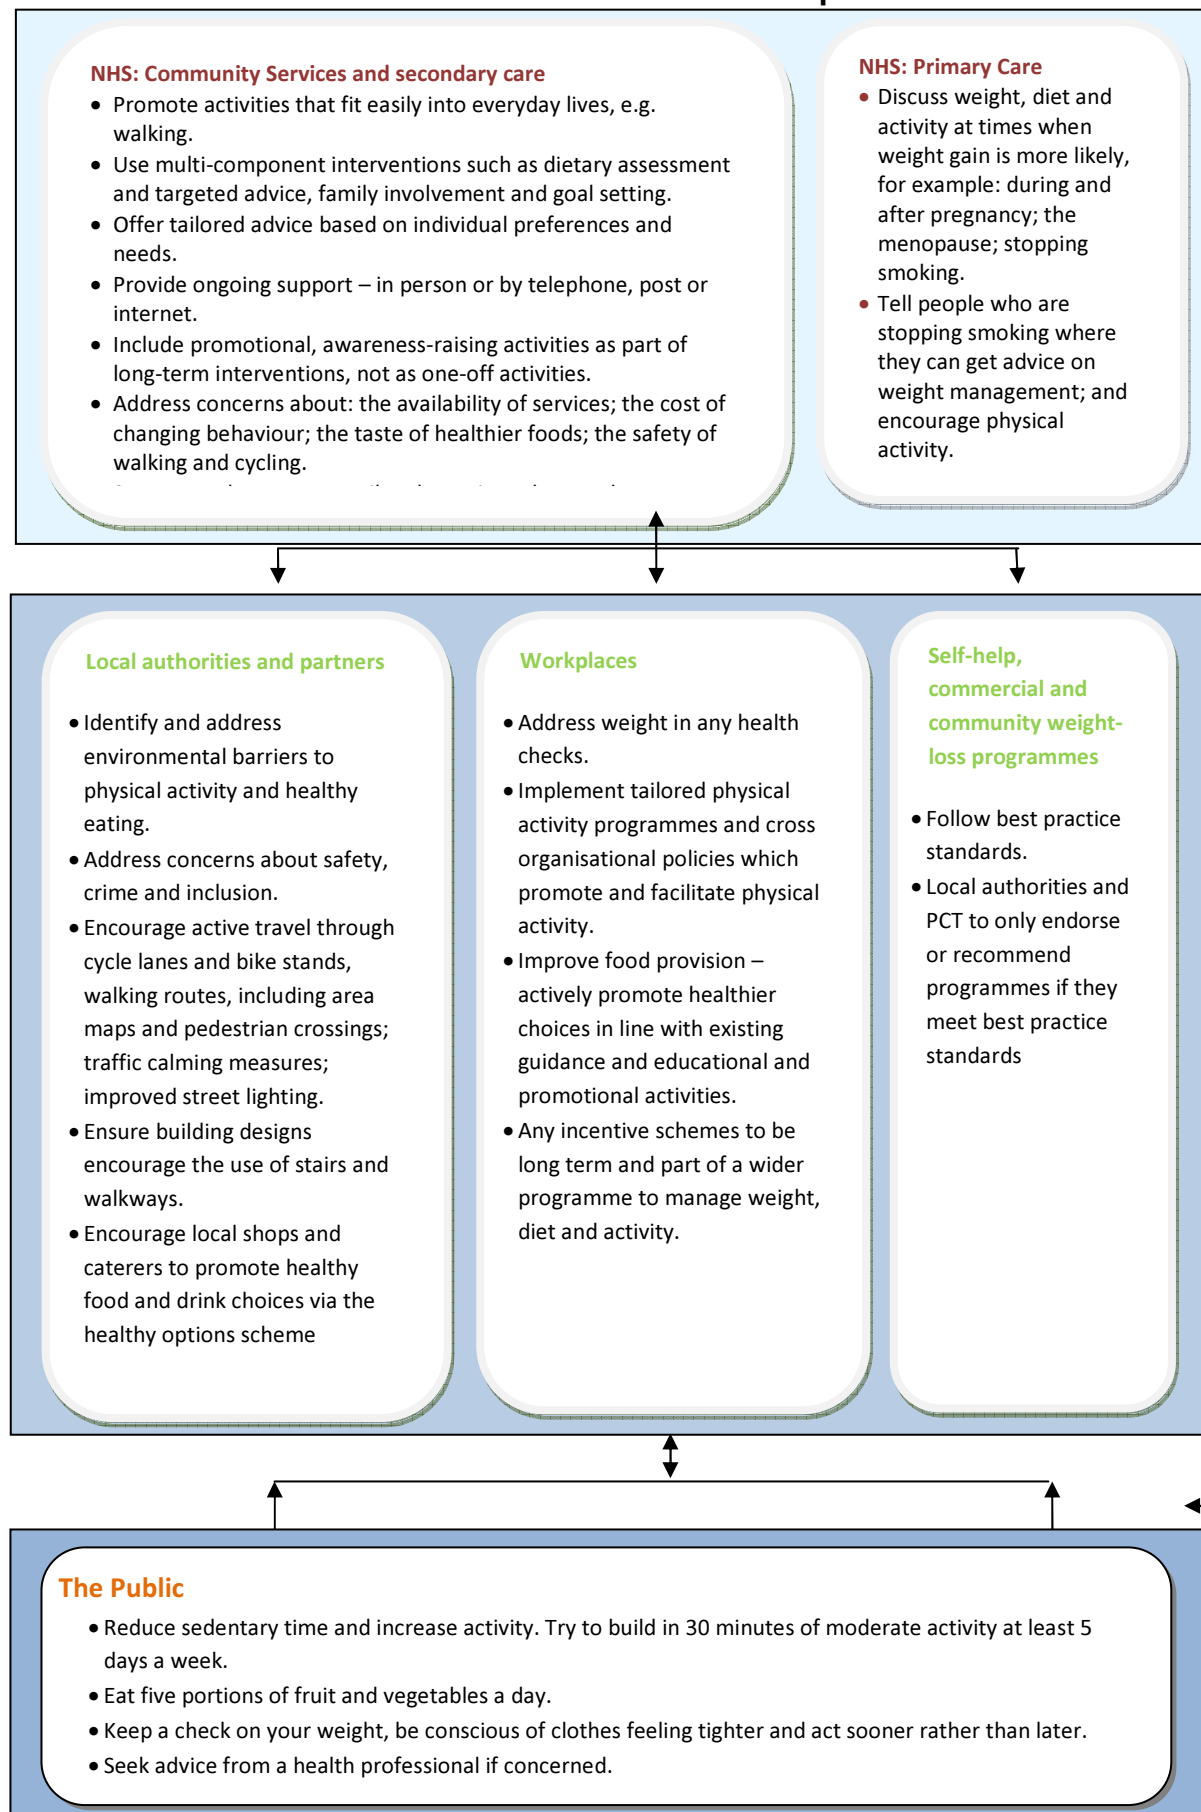 NHS: Community Services and secondary care
• Promote activities that fit easily into everyday lives, e.g.
walking.
• Use multi-component interventions such as dietary assessment
and targeted advice, family involvement and goal setting.
• Offer tailored advice based on individual preferences and
needs.
• Provide ongoing support – in person or by telephone, post or
internet.
• Include promotional, awareness-raising activities as part of
long-term interventions, not as one-off activities.
• Address concerns about: the availability of services; the cost of
changing behaviour; the taste of healthier foods; the safety of
walking and cycling.
NHS: Primary Care
• Discuss weight, diet and
activity at times when
weight gain is more likely,
for example: during and
after pregnancy; the
menopause; stopping
smoking.
• Tell people who are
stopping smoking where
they can get advice on
weight management; and
encourage physical
activity.
Local authorities and partners
• Identify and address
environmental barriers to
physical activity and healthy
eating.
• Address concerns about safety,
crime and inclusion.
• Encourage active travel through
cycle lanes and bike stands,
walking routes, including area
maps and pedestrian crossings;
traffic calming measures;
improved street lighting.
• Ensure building designs
encourage the use of stairs and
walkways.
• Encourage local shops and
caterers to promote healthy
food and drink choices via the
healthy options scheme
Workplaces
• Address weight in any health
checks.
• Implement tailored physical
activity programmes and cross
organisational policies which
promote and facilitate physical
activity.
• Improve food provision –
actively promote healthier
choices in line with existing
guidance and educational and
promotional activities.
• Any incentive schemes to be
long term and part of a wider
programme to manage weight,
diet and activity.
Self-help,
commercial and
community weight-
loss programmes
• Follow best practice
standards.
• Local authorities and
PCT to only endorse
or recommend
programmes if they
meet best practice
standards
The Public
• Reduce sedentary time and increase activity. Try to build in 30 minutes of moderate activity at least 5
days a week.
• Eat five portions of fruit and vegetables a day.
• Keep a check on your weight, be conscious of clothes feeling tighter and act sooner rather than later.
• Seek advice from a health professional if concerned.